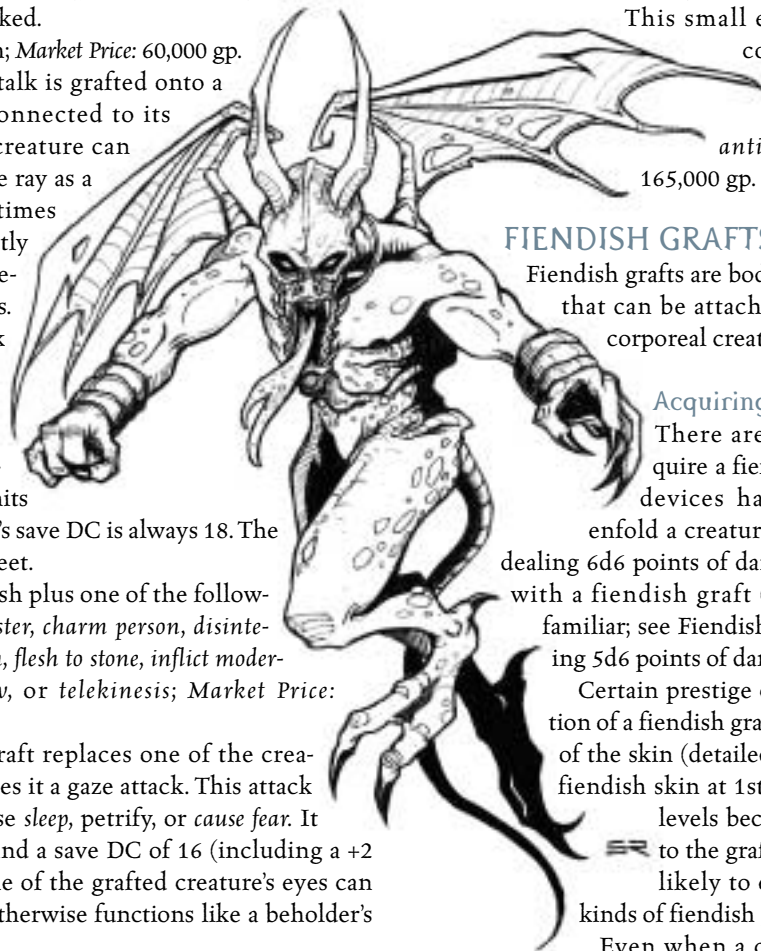 ked.
; Market Price: 60,000 gp.
talk is grafted onto a
onnected to its
creature can
e ray as a
times
tly
e-
s.
k
nits
's save DC is always 18. The
eet.
sh plus one of the follow-
ster, charm person, disinte-
, flesh to stone, inflict moder-
w, or telekinesis; Market Price:
raft replaces one of the crea-
es it a gaze attack. This attack
se sleep, petrify, or cause fear. It
nd a save DC of 16 (including a +2
e of the grafted creature's eyes can
therwise functions like a beholder's
This small e
co
anti
165,000 gp.
FIENDISH GRAFTS
Fiendish grafts are bod
that can be attach
corporeal creat
Acquiring
There are
quire a fien
devices ha
enfold a creatur
dealing 6d6 points of da
with a fiendish graft
familiar; see Fiendish
ing 5d6 points of dar
Certain prestige
tion of a fiendish gra
of the skin (detailed
fiendish skin at 1st
levels bec
SR
to the graf
likely to
kinds of fiendish
Even when a c